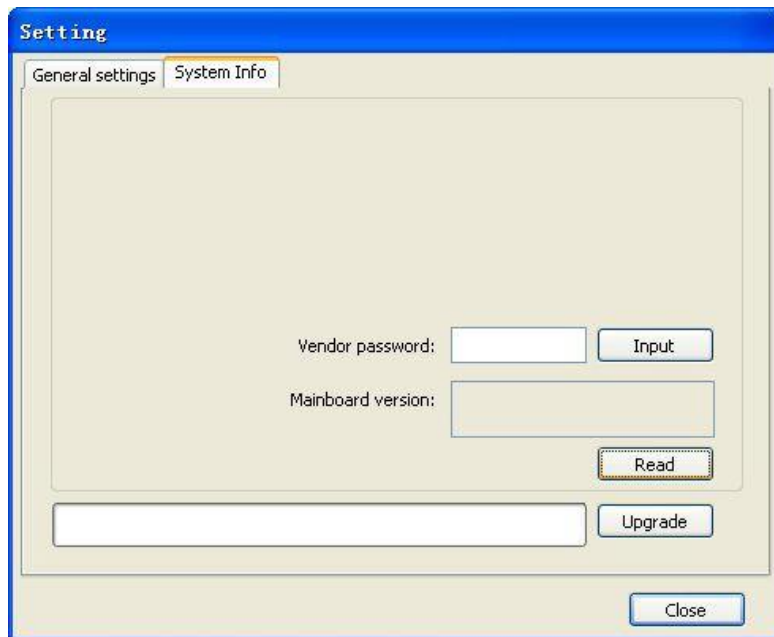 Setting
General settings System Info
Vendor password: Input
Mainboard version:
Read
Upgrade
Close